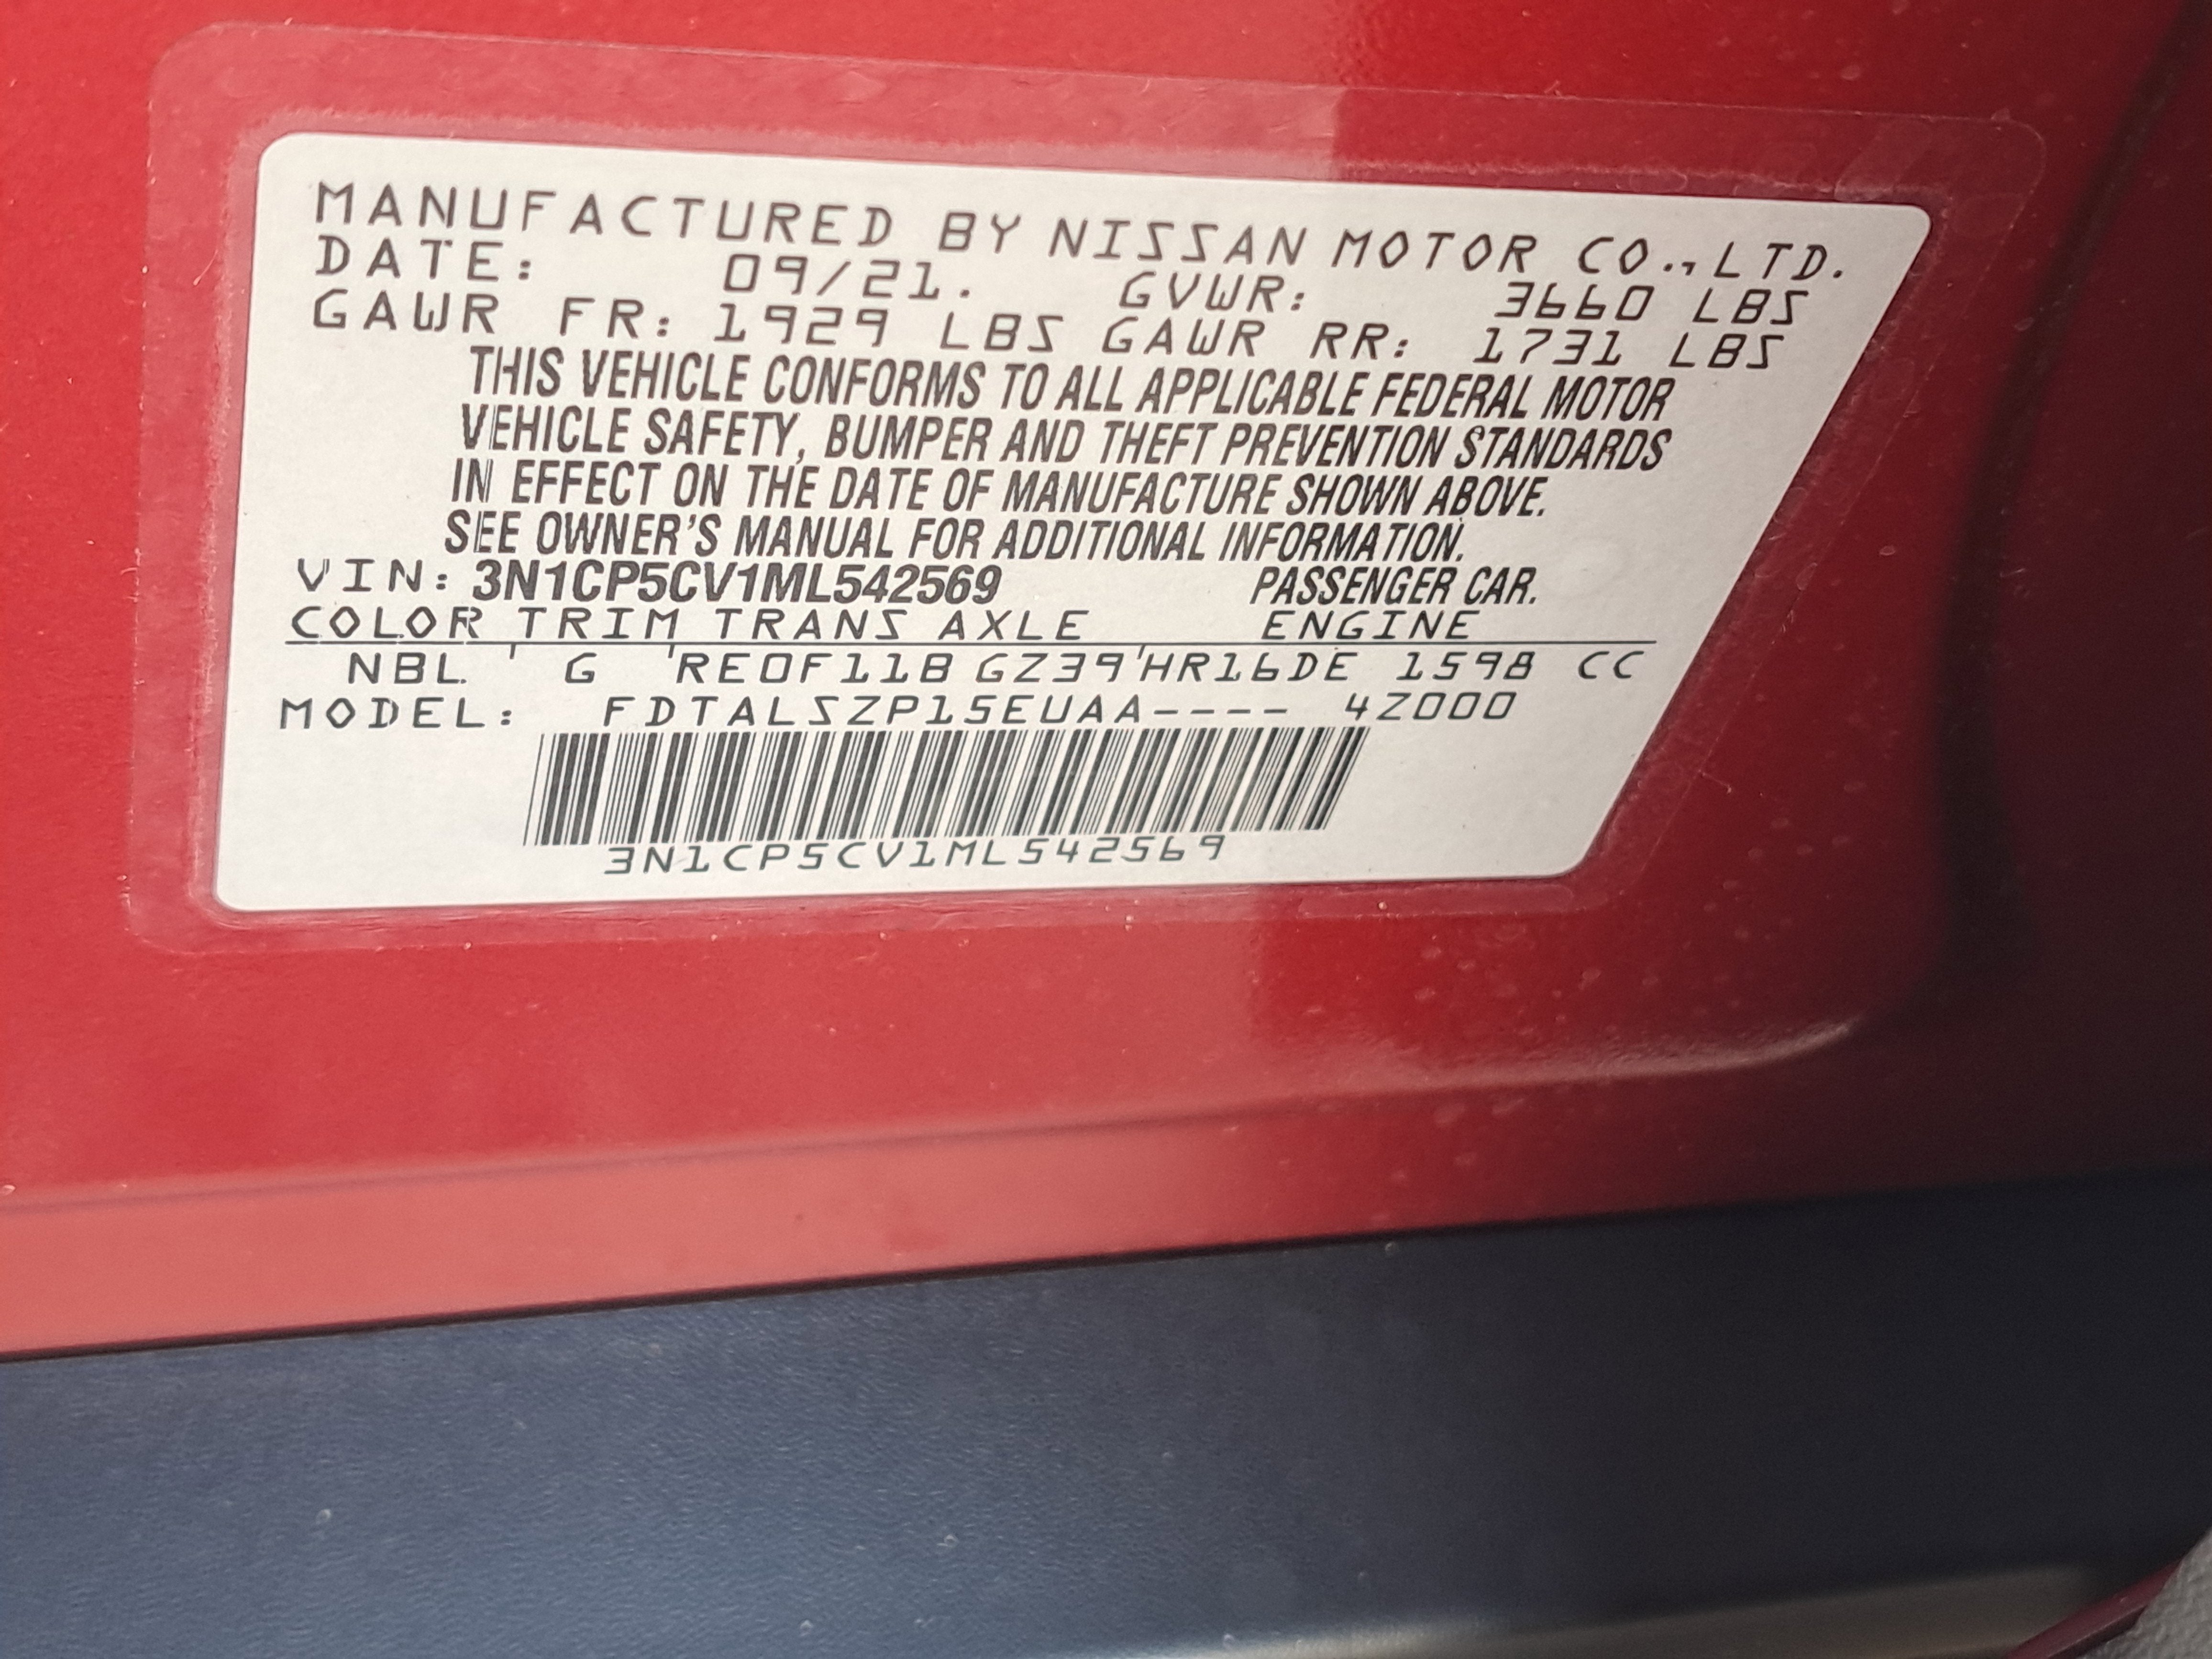 MANUFACTURED BY NISSAN MOTOR CO., LTD.
DATE: 09/21. GVWR: 3660 LBS
GAWR FR: 1929 LBS GAWR RR: 1731 LBS
THIS VEHICLE CONFORMS TO ALL APPLICABLE FEDERAL MOTOR
VEHICLE SAFETY, BUMPER AND THEFT PREVENTION STANDARDS
IN EFFECT ON THE DATE OF MANUFACTURE SHOWN ABOVE.
SEE OWNER'S MANUAL FOR ADDITIONAL INFORMATION.
VIN: 3N1CP5CV1ML542569 PASSENGER CAR.
COLOR TRIM TRANS AXLE ENGINE
NBL G RE0F11B GZ39 HR16DE 1598 CC
MODEL: FDTALSZP15EUAA---- 4Z000
3N1CP5CV1ML542569